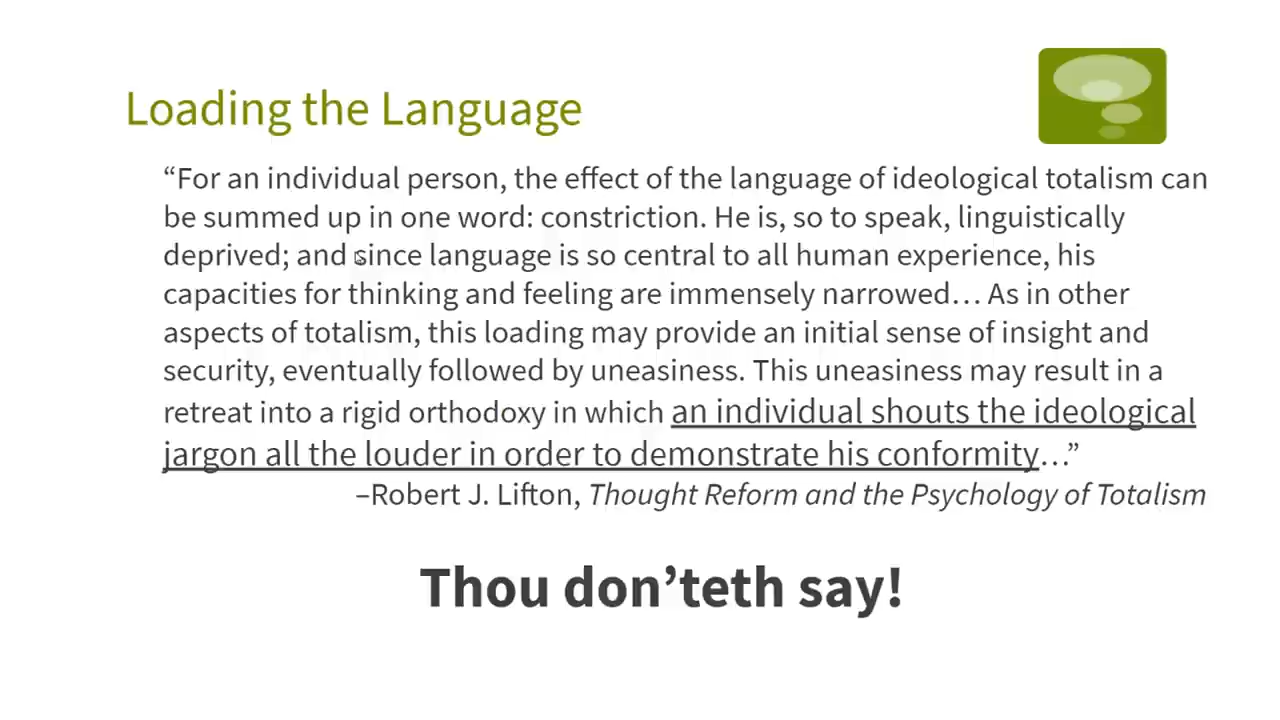 Loading the Language
“For an individual person, the effect of the language of ideological totalism can
be summed up in one word: constriction. He is, so to speak, linguistically
deprived; and since language is so central to all human experience, his
capacities for thinking and feeling are immensely narrowed… As in other
aspects of totalism, this loading may provide an initial sense of insight and
security, eventually followed by uneasiness. This uneasiness may result in a
retreat into a rigid orthodoxy in which an individual shouts the ideological
jargon all the louder in order to demonstrate his conformity…”
–Robert J. Lifton, Thought Reform and the Psychology of Totalism
Thou don’teth say!